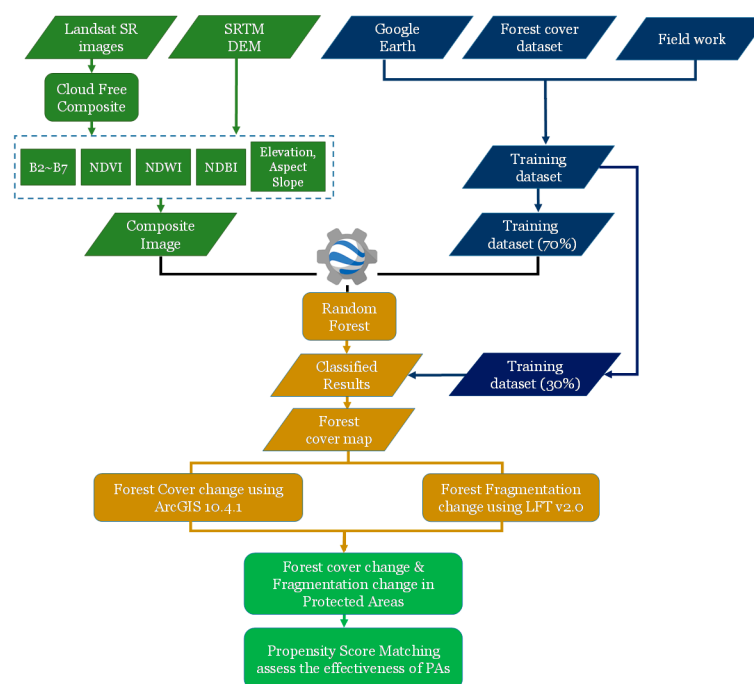 Landsat SR
images
SRTM
DEM
Google
Earth
Forest cover
dataset
Field work
Cloud Free
Composite
B2~B7
NDVI
NDWI
NDBI
Elevation,
Aspect
Slope
Training
dataset
Composite
Image
Training
dataset (70%)
Random
Forest
Classified
Results
Training
dataset (30%)
Forest
cover map
Forest Cover change using
ArcGIS 10.4.1
Forest Fragmentation
change using LFT v2.0
Forest cover change &
Fragmentation change in
Protected Areas
Propensity Score Matching
assess the effectiveness of PAs